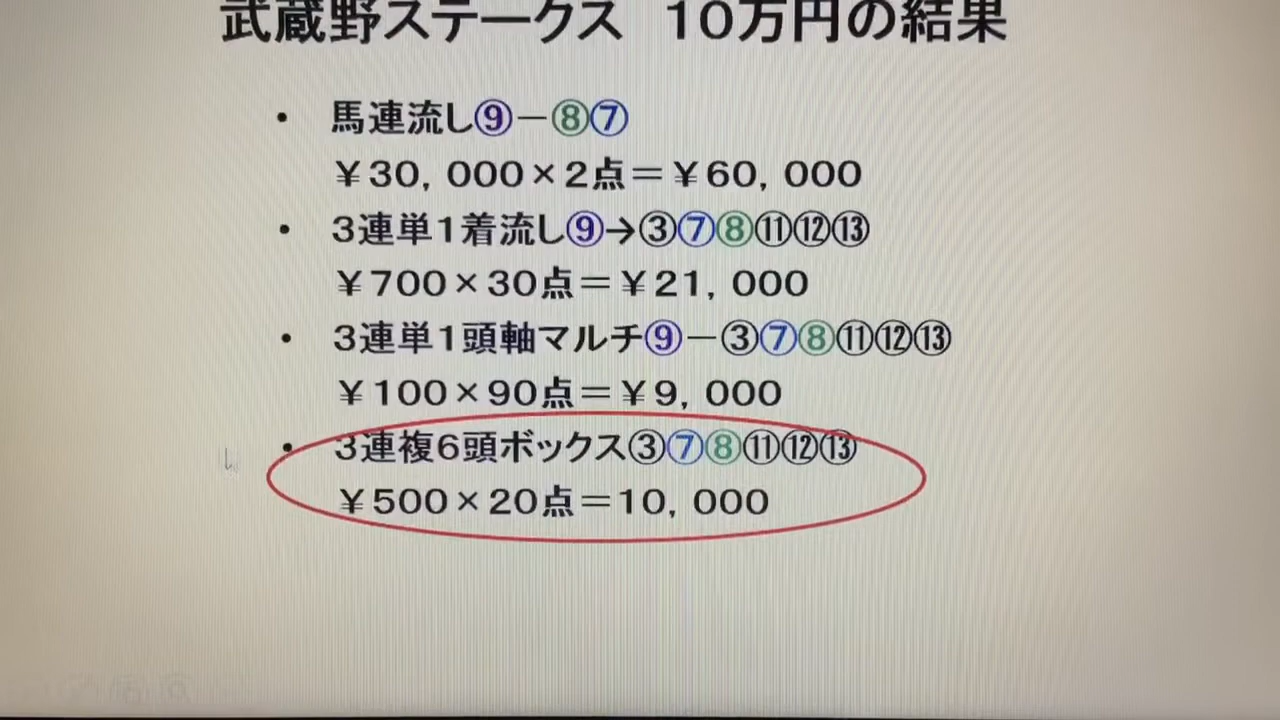 武蔵野ステークス　１０万円の結果
・ 馬連流し⑨－⑧⑦
￥３０，０００×２点＝￥６０，０００
・ ３連単１着流し⑨→③⑦⑧⑪⑫⑬
￥７００×３０点＝￥２１，０００
・ ３連単１頭軸マルチ⑨－③⑦⑧⑪⑫⑬
￥１００×９０点＝￥９，０００
・ ３連複６頭ボックス③⑦⑧⑪⑫⑬
￥５００×２０点＝１０，０００